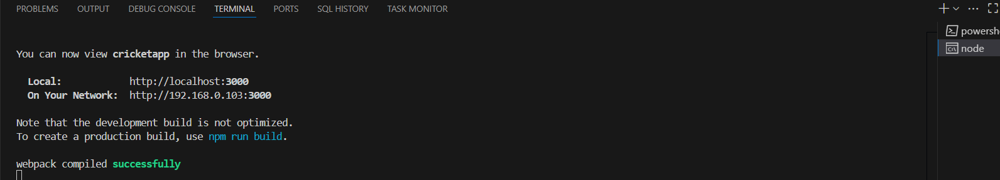 PROBLEMS OUTPUT DEBUG CONSOLE TERMINAL PORTS SQL HISTORY TASK MONITOR
You can now view cricketapp in the browser.
Local: http://localhost:3000
On Your Network: http://192.168.0.103:3000
Note that the development build is not optimized.
To create a production build, use npm run build.
webpack compiled successfully
powersh
node